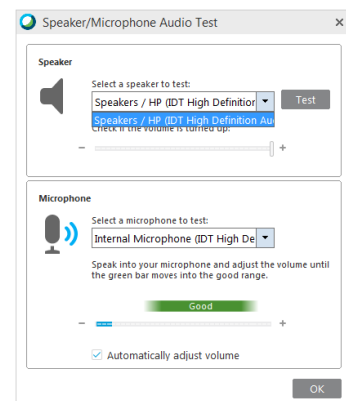 Speaker/Microphone Audio Test
Speaker
Select a speaker to test:
Speakers / HP (IDT High Definition
Test
Speakers / HP (IDT High Definition Au
Check if the volume is turned up:
- +
Microphone
Select a microphone to test:
Internal Microphone (IDT High De
Speak into your microphone and adjust the volume until
the green bar moves into the good range.
Good
- +
Automatically adjust volume
OK